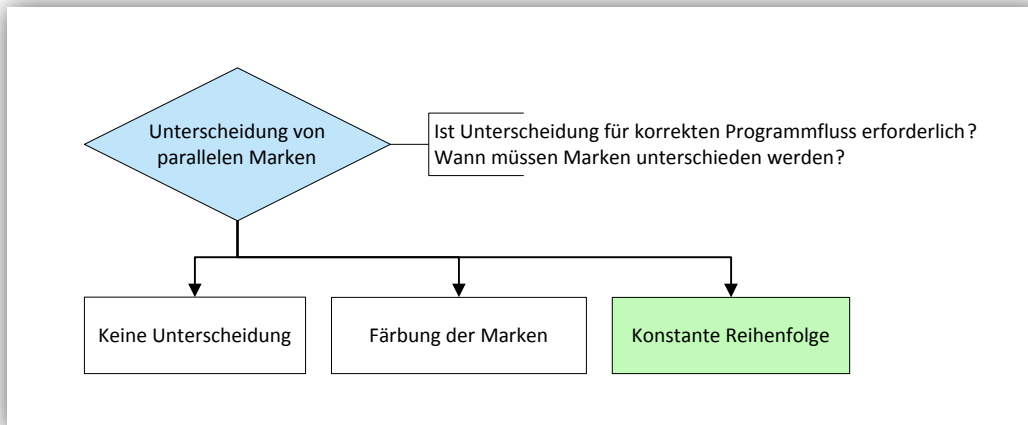 Unterscheidung von
parallelen Marken
Ist Unterscheidung für korrekten Programmfluss erforderlich?
Wann müssen Marken unterschieden werden?
Keine Unterscheidung
Färbung der Marken
Konstante Reihenfolge